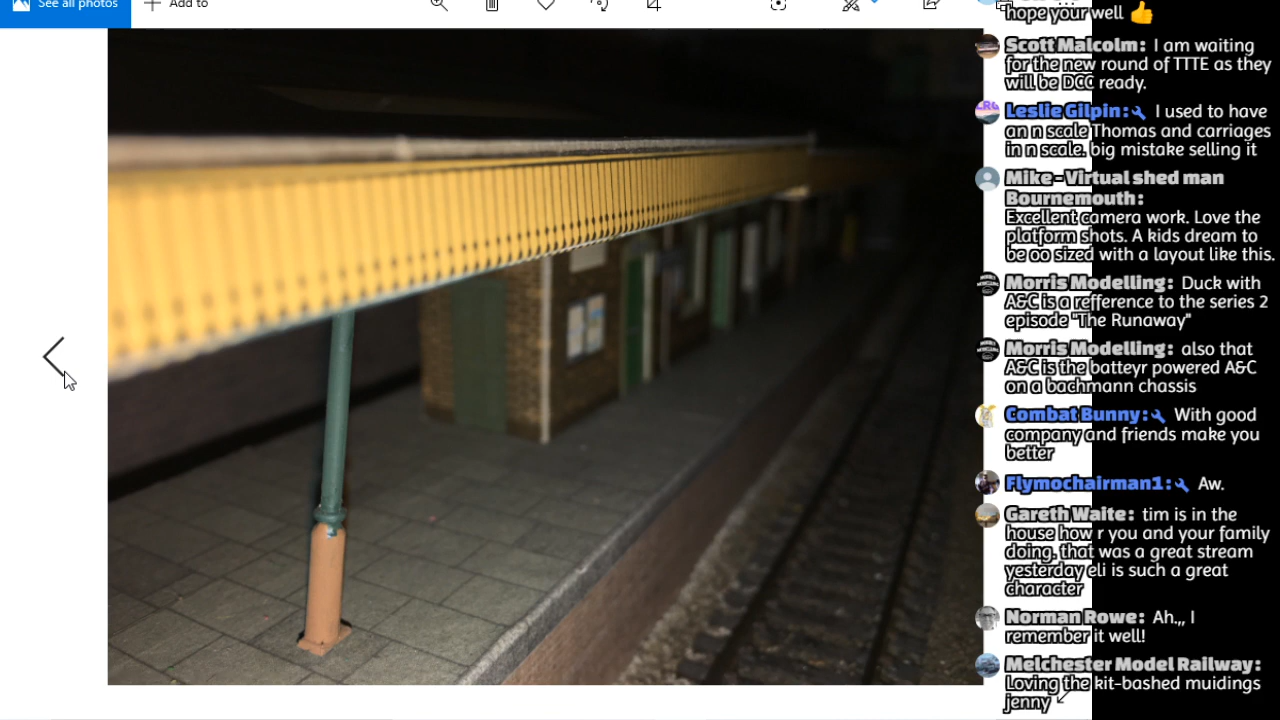 See all photos
Add to
hope your well 👍
Scott Malcolm: I am waiting
for the new round of TTTE as they
will be DCC ready.
Leslie Gilpin: I used to have
an n scale Thomas and carriages
in n scale. big mistake selling it
Mike - Virtual shed man
Bournemouth:
Excellent camera work. Love the
platform shots. A kids dream to
be oo sized with a layout like this.
Morris Modelling: Duck with
A&C is a refference to the series 2
episode "The Runaway"
Morris Modelling: also that
A&C is the batteyr powered A&C
on a bachmann chassis
Combat Bunny: With good
company and friends make you
better
Flymochairman1: Aw.
Gareth Waite: tim is in the
house how r you and your family
doing. that was a great stream
yesterday eli is such a great
character
Norman Rowe: Ah.,, I
remember it well!
Melchester Model Railway:
Loving the kit-bashed muidings
jenny